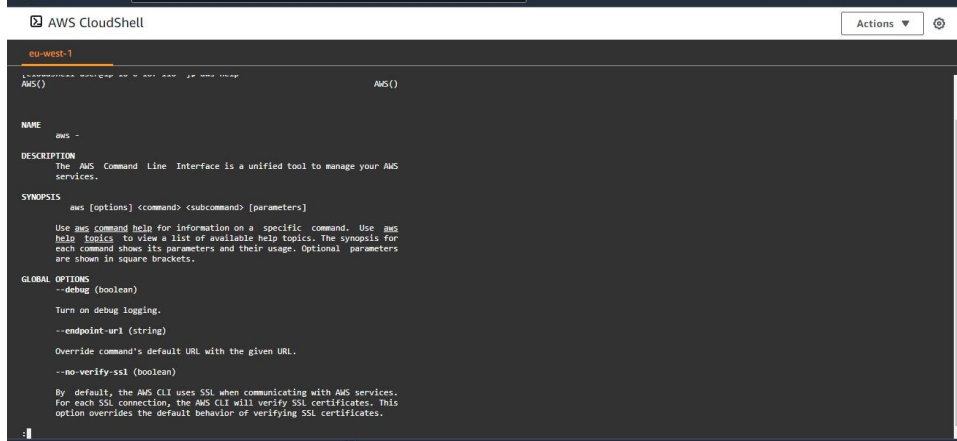 AWS CloudShell
Actions ▼
eu-west-1
AWS() AWS()
NAME
aws -
DESCRIPTION
The AWS Command Line Interface is a unified tool to manage your AWS
services.
SYNOPSIS
aws [options] <command> <subcommand> [parameters]
Use aws command help for information on a specific command. Use aws
help topics to view a list of available help topics. The synopsis for
each command shows its parameters and their usage. Optional parameters
are shown in square brackets.
GLOBAL OPTIONS
--debug (boolean)
Turn on debug logging.
--endpoint-url (string)
Override command's default URL with the given URL.
--no-verify-ssl (boolean)
By default, the AWS CLI uses SSL when communicating with AWS services.
For each SSL connection, the AWS CLI will verify SSL certificates. This
option overrides the default behavior of verifying SSL certificates.
: